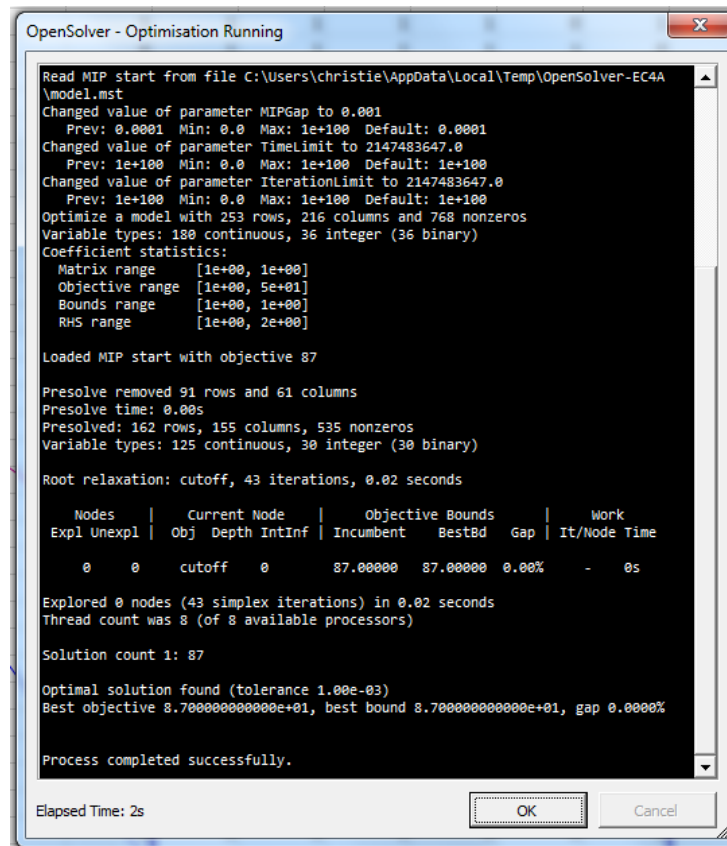 OpenSolver - Optimisation Running
Read MIP start from file C:\Users\christie\AppData\Local\Temp\OpenSolver-EC4A
\model.mst
Changed value of parameter MIPGap to 0.001
   Prev: 0.0001  Min: 0.0  Max: 1e+100  Default: 0.0001
Changed value of parameter TimeLimit to 2147483647.0
   Prev: 1e+100  Min: 0.0  Max: 1e+100  Default: 1e+100
Changed value of parameter IterationLimit to 2147483647.0
   Prev: 1e+100  Min: 0.0  Max: 1e+100  Default: 1e+100
Optimize a model with 253 rows, 216 columns and 768 nonzeros
Variable types: 180 continuous, 36 integer (36 binary)
Coefficient statistics:
  Matrix range     [1e+00, 1e+00]
  Objective range  [1e+00, 5e+01]
  Bounds range     [1e+00, 1e+00]
  RHS range        [1e+00, 2e+00]
Loaded MIP start with objective 87
Presolve removed 91 rows and 61 columns
Presolve time: 0.00s
Presolved: 162 rows, 155 columns, 535 nonzeros
Variable types: 125 continuous, 30 integer (30 binary)
Root relaxation: cutoff, 43 iterations, 0.02 seconds
    Nodes    |    Current Node    |     Objective Bounds      |     Work
 Expl Unexpl |  Obj  Depth IntInf | Incumbent    BestBd   Gap | It/Node Time
     0     0     cutoff    0        87.00000   87.00000  0.00%     -    0s
Explored 0 nodes (43 simplex iterations) in 0.02 seconds
Thread count was 8 (of 8 available processors)
Solution count 1: 87
Optimal solution found (tolerance 1.00e-03)
Best objective 8.700000000000e+01, best bound 8.700000000000e+01, gap 0.0000%
Process completed successfully.
Elapsed Time: 2s
OK
Cancel